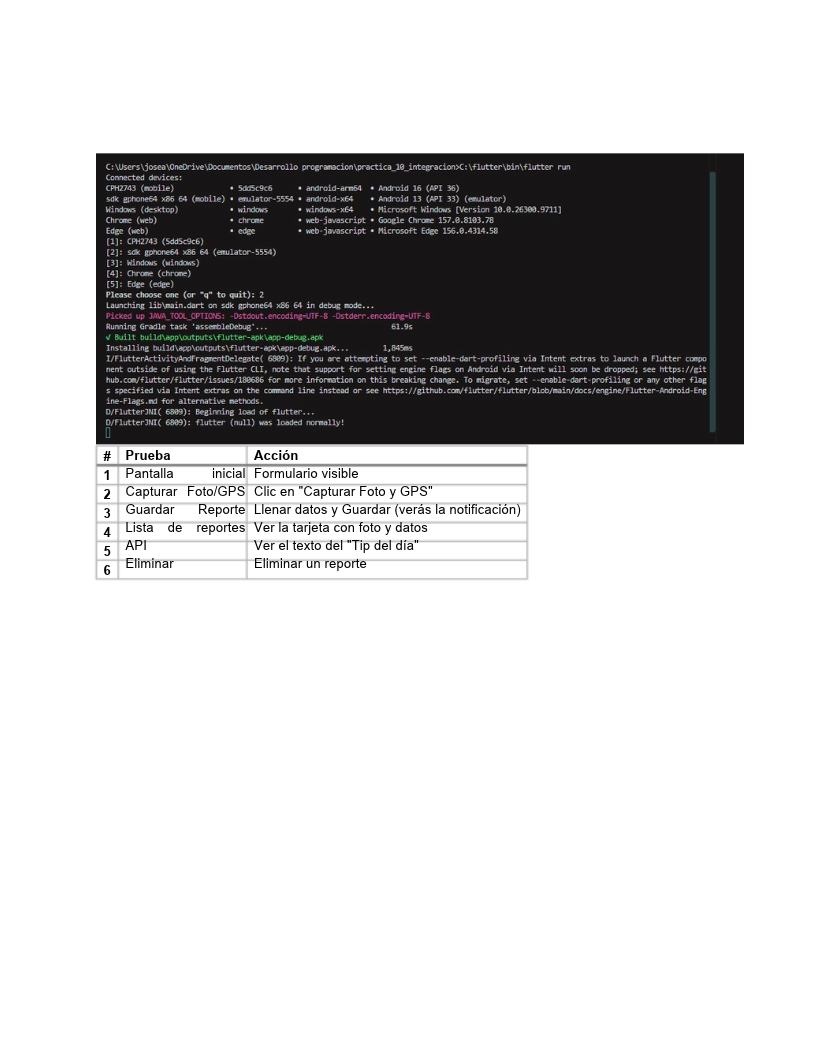 C:\Users\josea\OneDrive\Documentos\Desarrollo programacion\practica_10_integracion>C:\flutter\bin\flutter run
Connected devices:
CPH2743 (mobile) • 5dd5c9c6 • android-arm64 • Android 16 (API 36)
sdk gphone64 x86 64 (mobile) • emulator-5554 • android-x64 • Android 13 (API 33) (emulator)
Windows (desktop) • windows • windows-x64 • Microsoft Windows [Version 10.0.26300.9711]
Chrome (web) • chrome • web-javascript • Google Chrome 157.0.8103.78
Edge (web) • edge • web-javascript • Microsoft Edge 156.0.4314.58
[1]: CPH2743 (5dd5c9c6)
[2]: sdk gphone64 x86 64 (emulator-5554)
[3]: Windows (windows)
[4]: Chrome (chrome)
[5]: Edge (edge)
Please choose one (or "q" to quit): 2
Launching lib\main.dart on sdk gphone64 x86 64 in debug mode...
Picked up JAVA_TOOL_OPTIONS: -Dstdout.encoding=UTF-8 -Dstderr.encoding=UTF-8
Running Gradle task 'assembleDebug'... 61.9s
√ Built build\app\outputs\flutter-apk\app-debug.apk
Installing build\app\outputs\flutter-apk\app-debug.apk... 1,845ms
I/FlutterActivityAndFragmentDelegate( 6809): If you are attempting to set --enable-dart-profiling via Intent extras to launch a Flutter compo
nent outside of using the Flutter CLI, note that support for setting engine flags on Android via Intent will soon be dropped; see https://git
hub.com/flutter/flutter/issues/180686 for more information on this breaking change. To migrate, set --enable-dart-profiling or any other flag
s specified via Intent extras on the command line instead or see https://github.com/flutter/flutter/blob/main/docs/engine/Flutter-Android-Eng
ine-Flags.md for alternative methods.
D/FlutterJNI( 6809): Beginning load of flutter...
D/FlutterJNI( 6809): flutter (null) was loaded normally!
# Prueba Acción
1 Pantalla inicial Formulario visible
2 Capturar Foto/GPS Clic en "Capturar Foto y GPS"
3 Guardar Reporte Llenar datos y Guardar (verás la notificación)
4 Lista de reportes Ver la tarjeta con foto y datos
5 API Ver el texto del "Tip del día"
6 Eliminar Eliminar un reporte